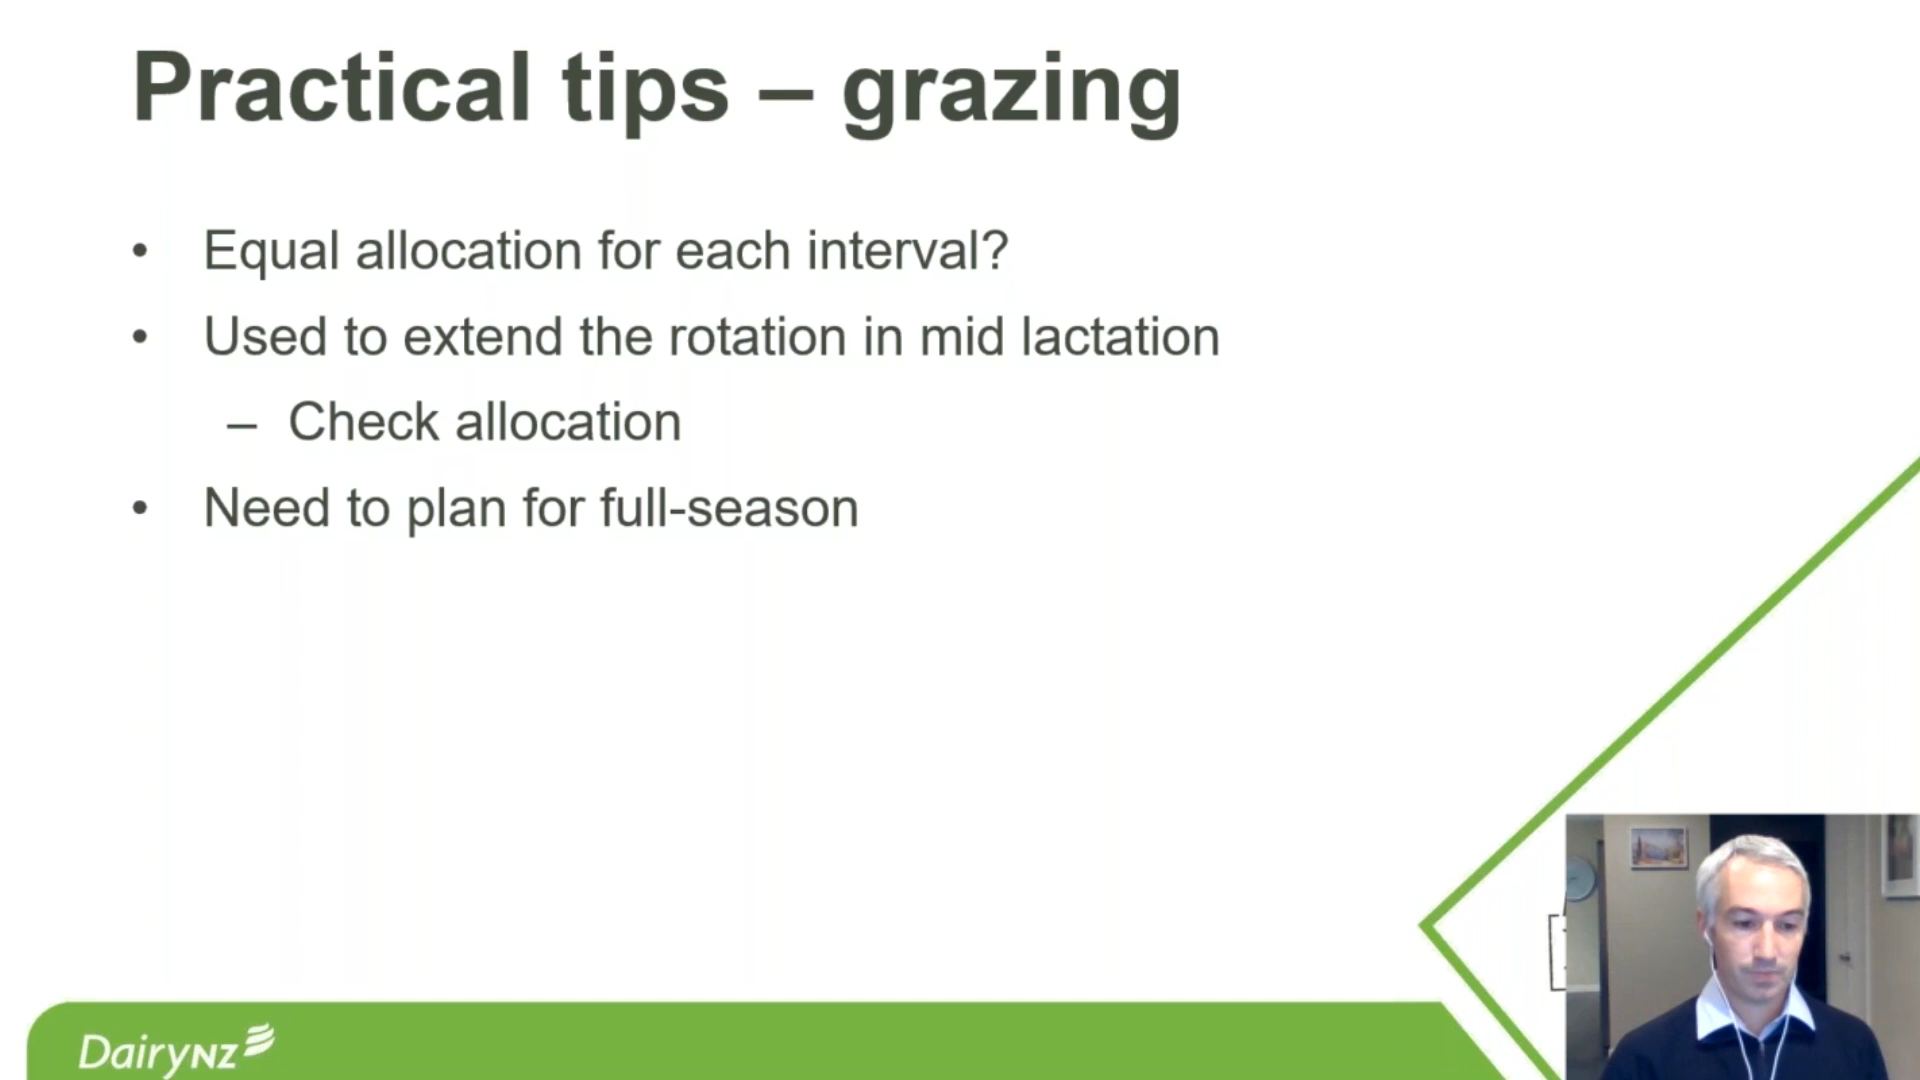 Practical tips – grazing
• Equal allocation for each interval?
• Used to extend the rotation in mid lactation
– Check allocation
• Need to plan for full-season
DairyNZ